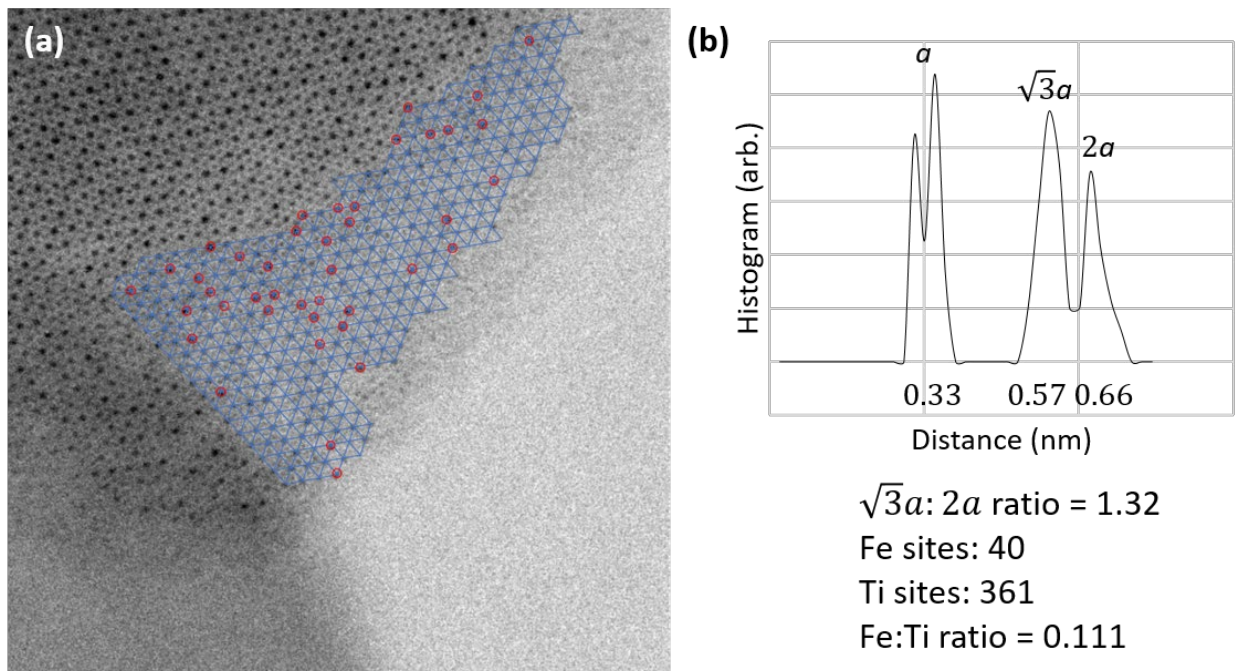 (a)
(b)
a
√3a
2a
Histogram (arb.)
0.33 0.57 0.66
Distance (nm)
√3a: 2a ratio = 1.32
Fe sites: 40
Ti sites: 361
Fe:Ti ratio = 0.111